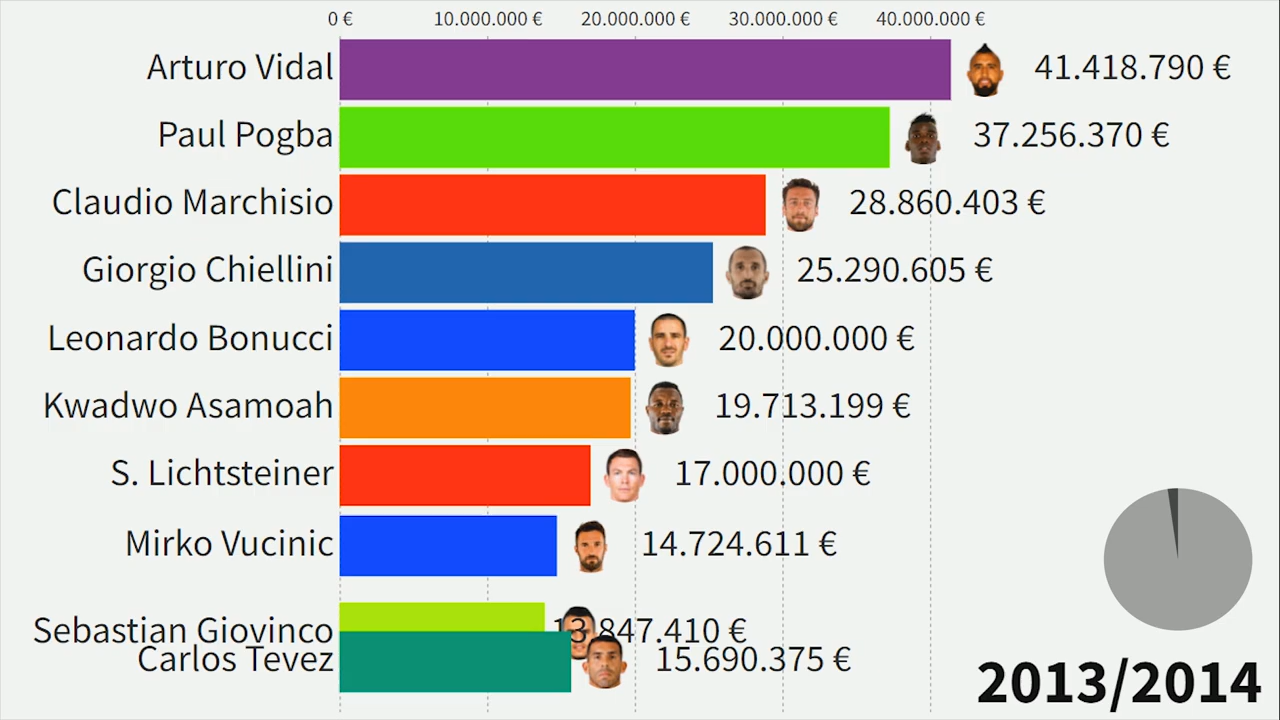 0 € 10.000.000 € 20.000.000 € 30.000.000 € 40.000.000 €
Arturo Vidal 41.418.790 €
Paul Pogba 37.256.370 €
Claudio Marchisio 28.860.403 €
Giorgio Chiellini 25.290.605 €
Leonardo Bonucci 20.000.000 €
Kwadwo Asamoah 19.713.199 €
S. Lichtsteiner 17.000.000 €
Mirko Vucinic 14.724.611 €
Sebastian Giovinco 13.847.410 €
Carlos Tevez 15.690.375 €
2013/2014